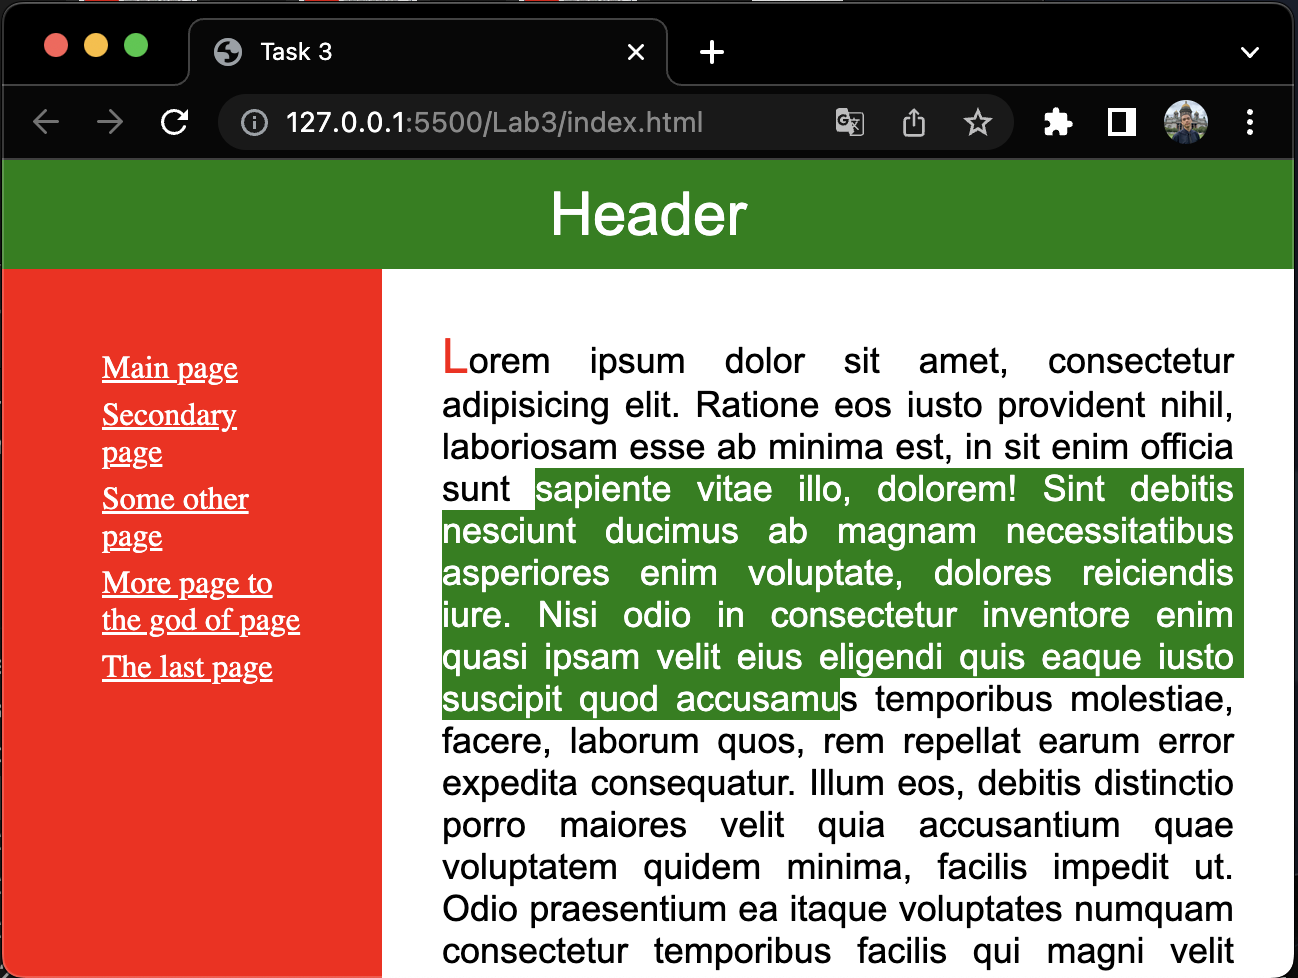 Task 3
127.0.0.1:5500/Lab3/index.html
Header
Main page
Secondary
page
Some other
page
More page to
the god of page
The last page
Lorem ipsum dolor sit amet, consectetur
adipisicing elit. Ratione eos iusto provident nihil,
laboriosam esse ab minima est, in sit enim officia
sunt sapiente vitae illo, dolorem! Sint debitis
nesciunt ducimus ab magnam necessitatibus
asperiores enim voluptate, dolores reiciendis
iure. Nisi odio in consectetur inventore enim
quasi ipsam velit eius eligendi quis eaque iusto
suscipit quod accusamus temporibus molestiae,
facere, laborum quos, rem repellat earum error
expedita consequatur. Illum eos, debitis distinctio
porro maiores velit quia accusantium quae
voluptatem quidem minima, facilis impedit ut.
Odio praesentium ea itaque voluptates numquam
consectetur temporibus facilis qui magni velit